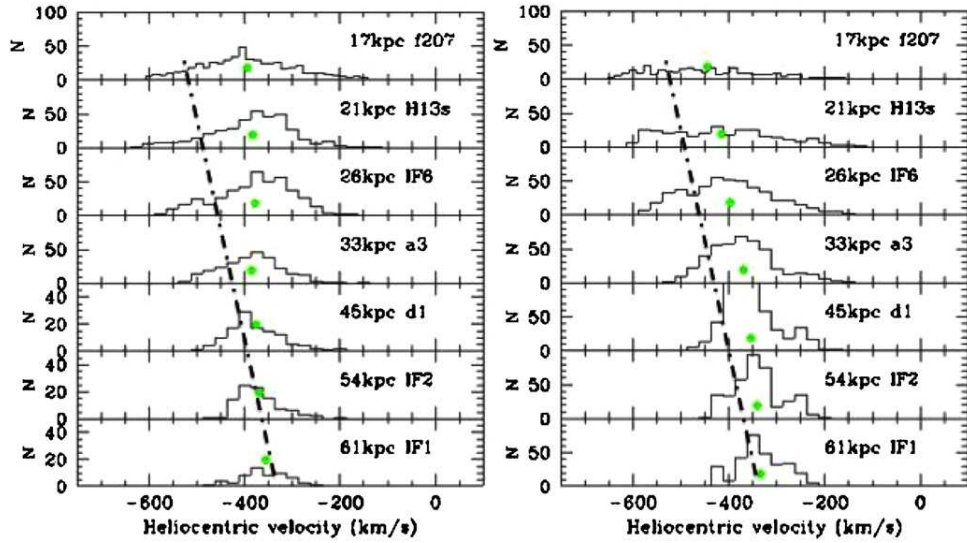 17kpc f207
N
50
0
21kpc H13s
N
50
0
26kpc IF6
N
50
0
33kpc a3
N
50
0
45kpc d1
N
40
20
0
54kpc IF2
N
40
20
0
61kpc IF1
N
40
20
0
-600 -400 -200 0
Heliocentric velocity (km/s)
100
17kpc f207
N
50
0
21kpc H13s
N
50
0
26kpc IF6
N
50
0
33kpc a3
N
50
0
45kpc d1
N
50
0
54kpc IF2
N
50
0
61kpc IF1
N
50
0
-600 -400 -200 0
Heliocentric velocity (km/s)